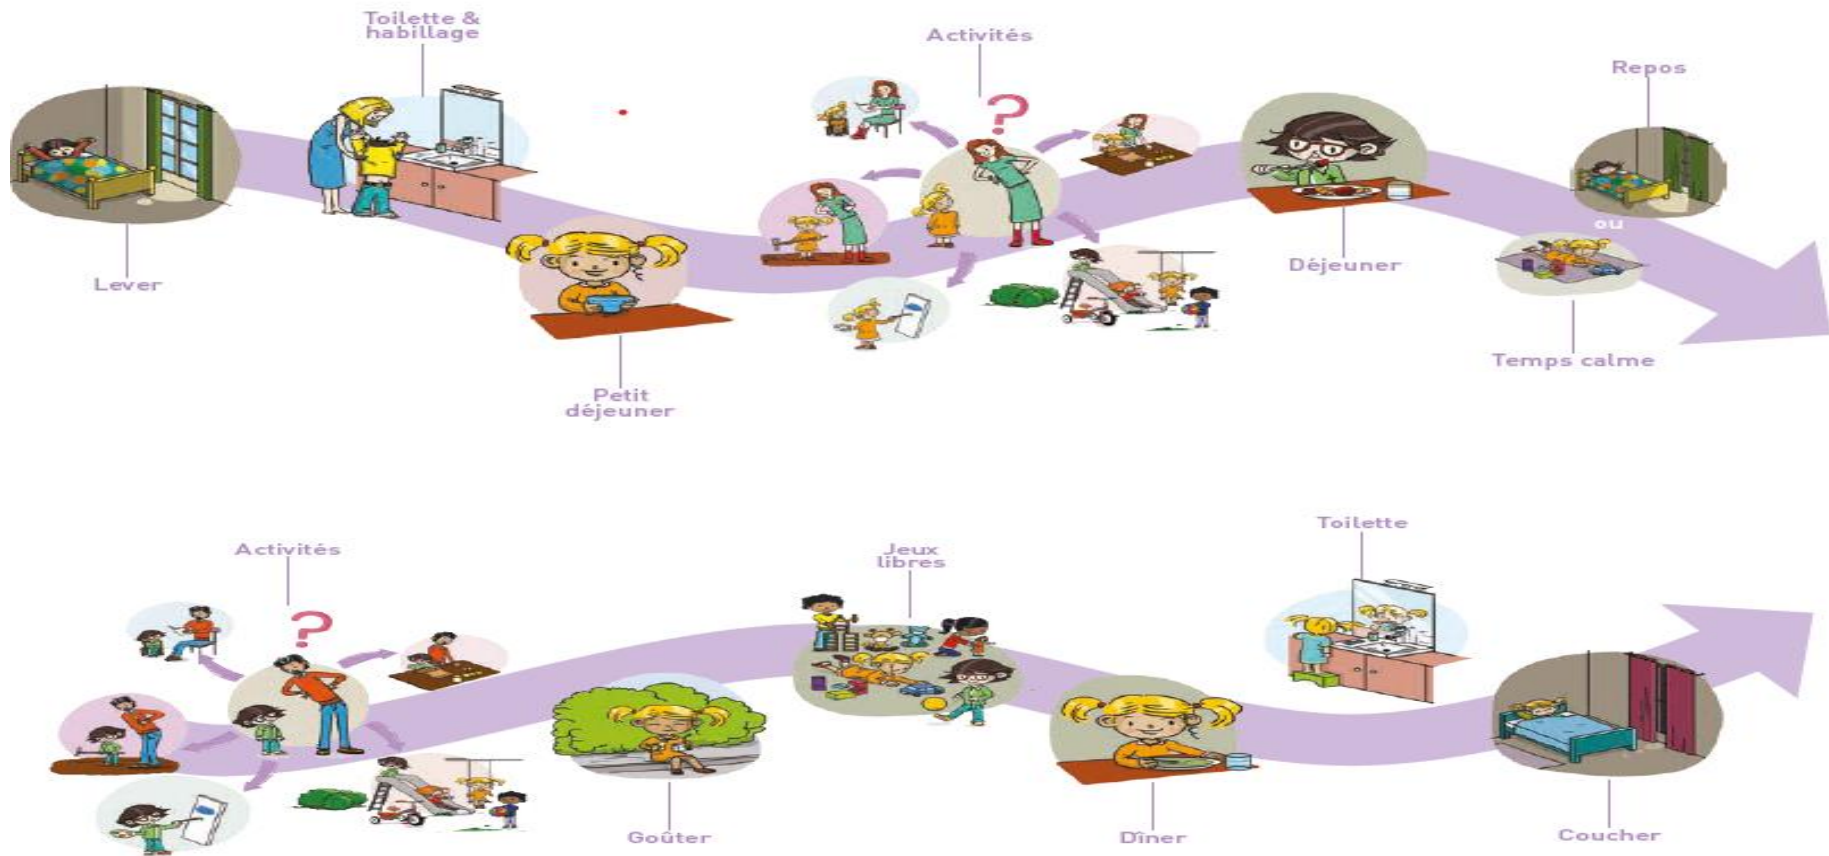 Toilette &
habillage
Activités
?
Repos
Lever
ou
Déjeuner
Temps calme
Petit
déjeuner
Activités
?
Jeux
libres
Toilette
Goûter
Dîner
Coucher